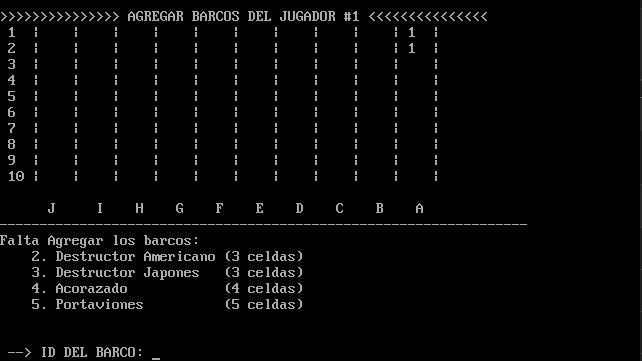 >>>>>>>>>>>>>>> AGREGAR BARCOS DEL JUGADOR #1 <<<<<<<<<<<<<<<
1 ¦ ¦ ¦ ¦ ¦ ¦ ¦ ¦ ¦ ¦ 1 ¦
2 ¦ ¦ ¦ ¦ ¦ ¦ ¦ ¦ ¦ ¦ 1 ¦
3 ¦ ¦ ¦ ¦ ¦ ¦ ¦ ¦ ¦ ¦ ¦
4 ¦ ¦ ¦ ¦ ¦ ¦ ¦ ¦ ¦ ¦ ¦
5 ¦ ¦ ¦ ¦ ¦ ¦ ¦ ¦ ¦ ¦ ¦
6 ¦ ¦ ¦ ¦ ¦ ¦ ¦ ¦ ¦ ¦ ¦
7 ¦ ¦ ¦ ¦ ¦ ¦ ¦ ¦ ¦ ¦ ¦
8 ¦ ¦ ¦ ¦ ¦ ¦ ¦ ¦ ¦ ¦ ¦
9 ¦ ¦ ¦ ¦ ¦ ¦ ¦ ¦ ¦ ¦ ¦
10 ¦ ¦ ¦ ¦ ¦ ¦ ¦ ¦ ¦ ¦ ¦
J I H G F E D C B A
------------------------------------------------------------------
Falta Agregar los barcos:
2. Destructor Americano (3 celdas)
3. Destructor Japones (3 celdas)
4. Acorazado (4 celdas)
5. Portaviones (5 celdas)
--> ID DEL BARCO: _